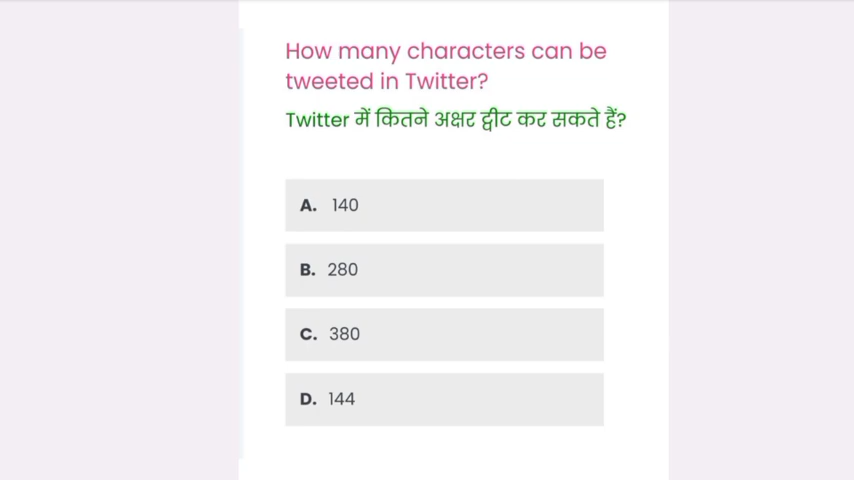 How many characters can be
tweeted in Twitter?
Twitter में कितने अक्षर ट्वीट कर सकते हैं?
A. 140
B. 280
C. 380
D. 144